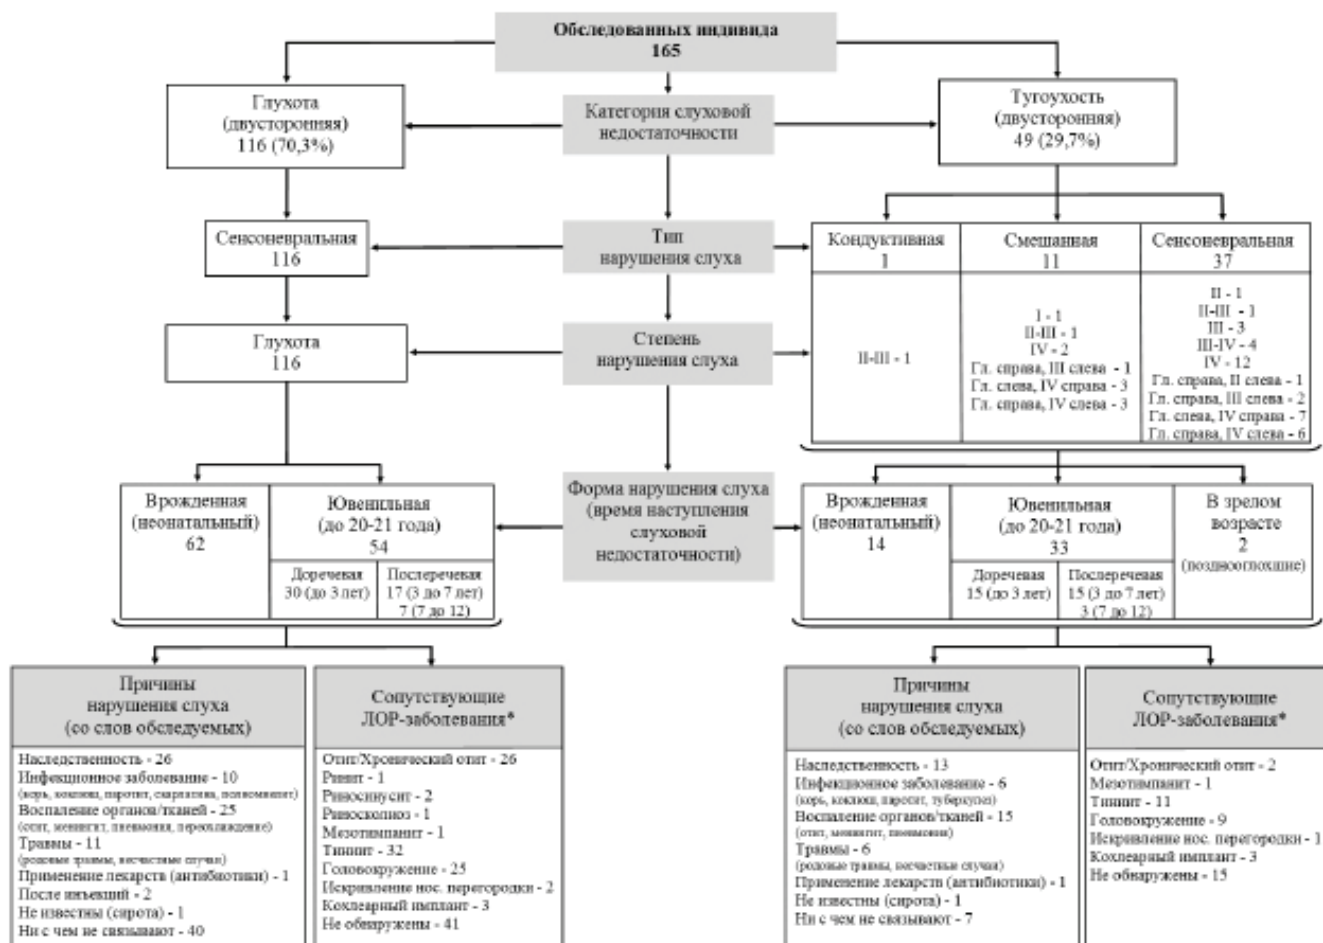 Обследованных индивида
165
Глухота
(двусторонняя)
116 (70,3%)
Категория слуховой
недостаточности
Тугоухость
(двусторонняя)
49 (29,7%)
Сенсоневральная
116
Тип
нарушения слуха
Кондуктивная
1
Смешанная
11
Сенсоневральная
37
Глухота
116
Степень
нарушения слуха
II-III - 1
I - 1
II-III - 1
IV - 2
Гл. справа, III слева - 1
Гл. слева, IV справа - 3
Гл. справа, IV слева - 3
II - 1
II-III - 1
III - 3
III-IV - 4
IV - 12
Гл. справа, II слева - 1
Гл. справа, III слева - 2
Гл. слева, IV справа - 7
Гл. справа, IV слева - 6
Врожденная
(неонатальный)
62
Ювенильная
(до 20-21 года)
54
Доречевая
30 (до 3 лет)
Послеречевая
17 (3 до 7 лет)
7 (7 до 12)
Форма нарушения слуха
(время наступления
слуховой
недостаточности)
Врожденная
(неонатальный)
14
Ювенильная
(до 20-21 года)
33
Доречевая
15 (до 3 лет)
Послеречевая
15 (3 до 7 лет)
3 (7 до 12)
В зрелом
возрасте
2
(позднооглохшие)
Причины
нарушения слуха
(со слов обследуемых)
Наследственность - 26
Инфекционное заболевание - 10
(корь, коклюш, паротит, скарлатина, полиомиелит)
Воспаление органов/тканей - 25
(отит, менингит, пневмония, переохлаждение)
Травмы - 11
(родовые травмы, несчастные случаи)
Применение лекарств (антибиотики) - 1
После инъекций - 2
Не известны (сирота) - 1
Ни с чем не связывают - 40
Сопутствующие
ЛОР-заболевания*
Отит/Хронический отит - 26
Ринит - 1
Риносинусит - 2
Риносколиоз - 1
Мезотимпанит - 1
Тиннит - 32
Головокружение - 25
Искривление нос. перегородки - 2
Кохлеарный имплант - 3
Не обнаружены - 41
Причины
нарушения слуха
(со слов обследуемых)
Наследственность - 13
Инфекционное заболевание - 6
(корь, коклюш, паротит, туберкулез)
Воспаление органов/тканей - 15
(отит, менингит, пневмония)
Травмы - 6
(родовые травмы, несчастные случаи)
Применение лекарств (антибиотики) - 1
Не известны (сирота) - 1
Ни с чем не связывают - 7
Сопутствующие
ЛОР-заболевания*
Отит/Хронический отит - 2
Мезотимпанит - 1
Тиннит - 11
Головокружение - 9
Искривление нос. перегородки - 1
Кохлеарный имплант - 3
Не обнаружены - 15